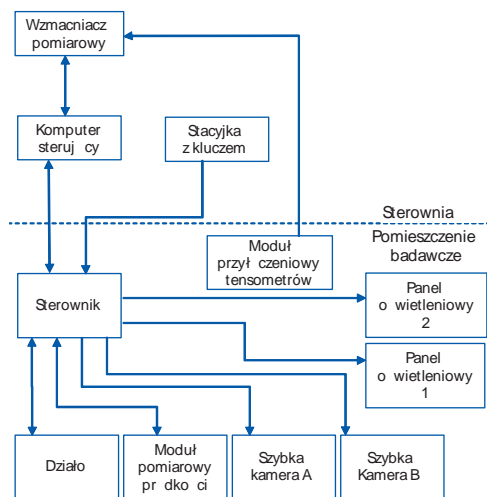 Wzmacniacz
pomiarowy
Komputer
steruj cy
Stacyjka
z kluczem
Sterownia
Pomieszczenie
badawcze
Moduł
przył czeniowy
tensometrów
Sterownik
Panel
o wietleniowy
2
Panel
o wietleniowy
1
Działo
Moduł
pomiarowy
pr dko ci
Szybka
kamera A
Szybka
Kamera B